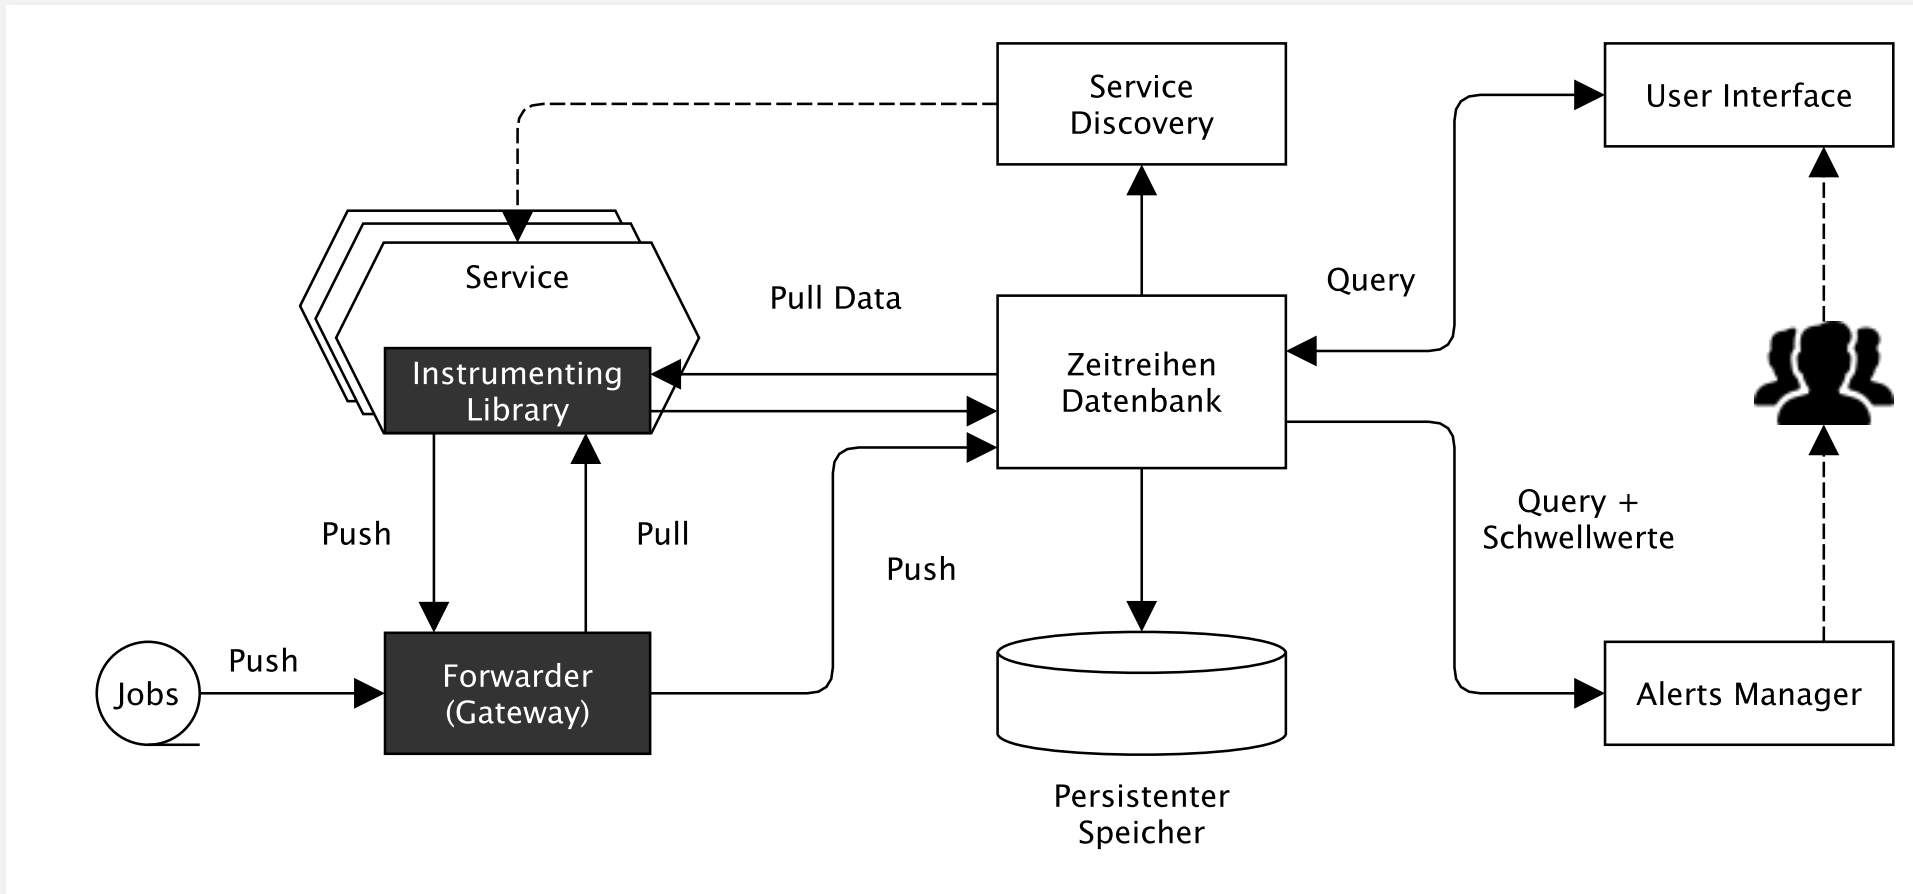 Service
Discovery
User Interface
Service
Pull Data
Query
Instrumenting
Library
Zeitreihen
Datenbank
Query +
Schwellwerte
Push
Pull
Push
Push
Jobs
Forwarder
(Gateway)
Alerts Manager
Persistenter
Speicher